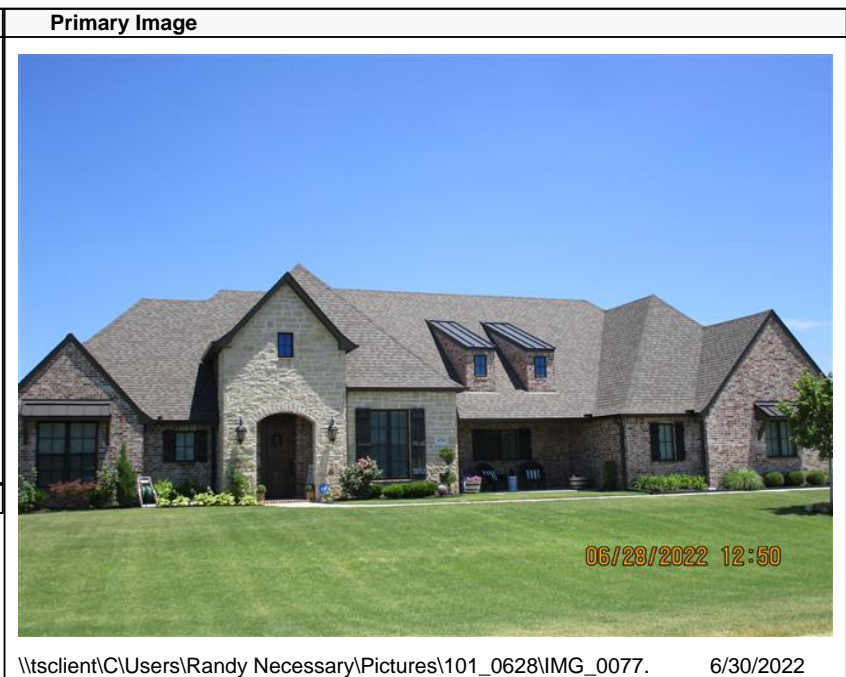 Primary Image
06/28/2022 12:50
\\tsclient\C\Users\Randy Necessary\Pictures\101_0628\IMG_0077.
6/30/2022